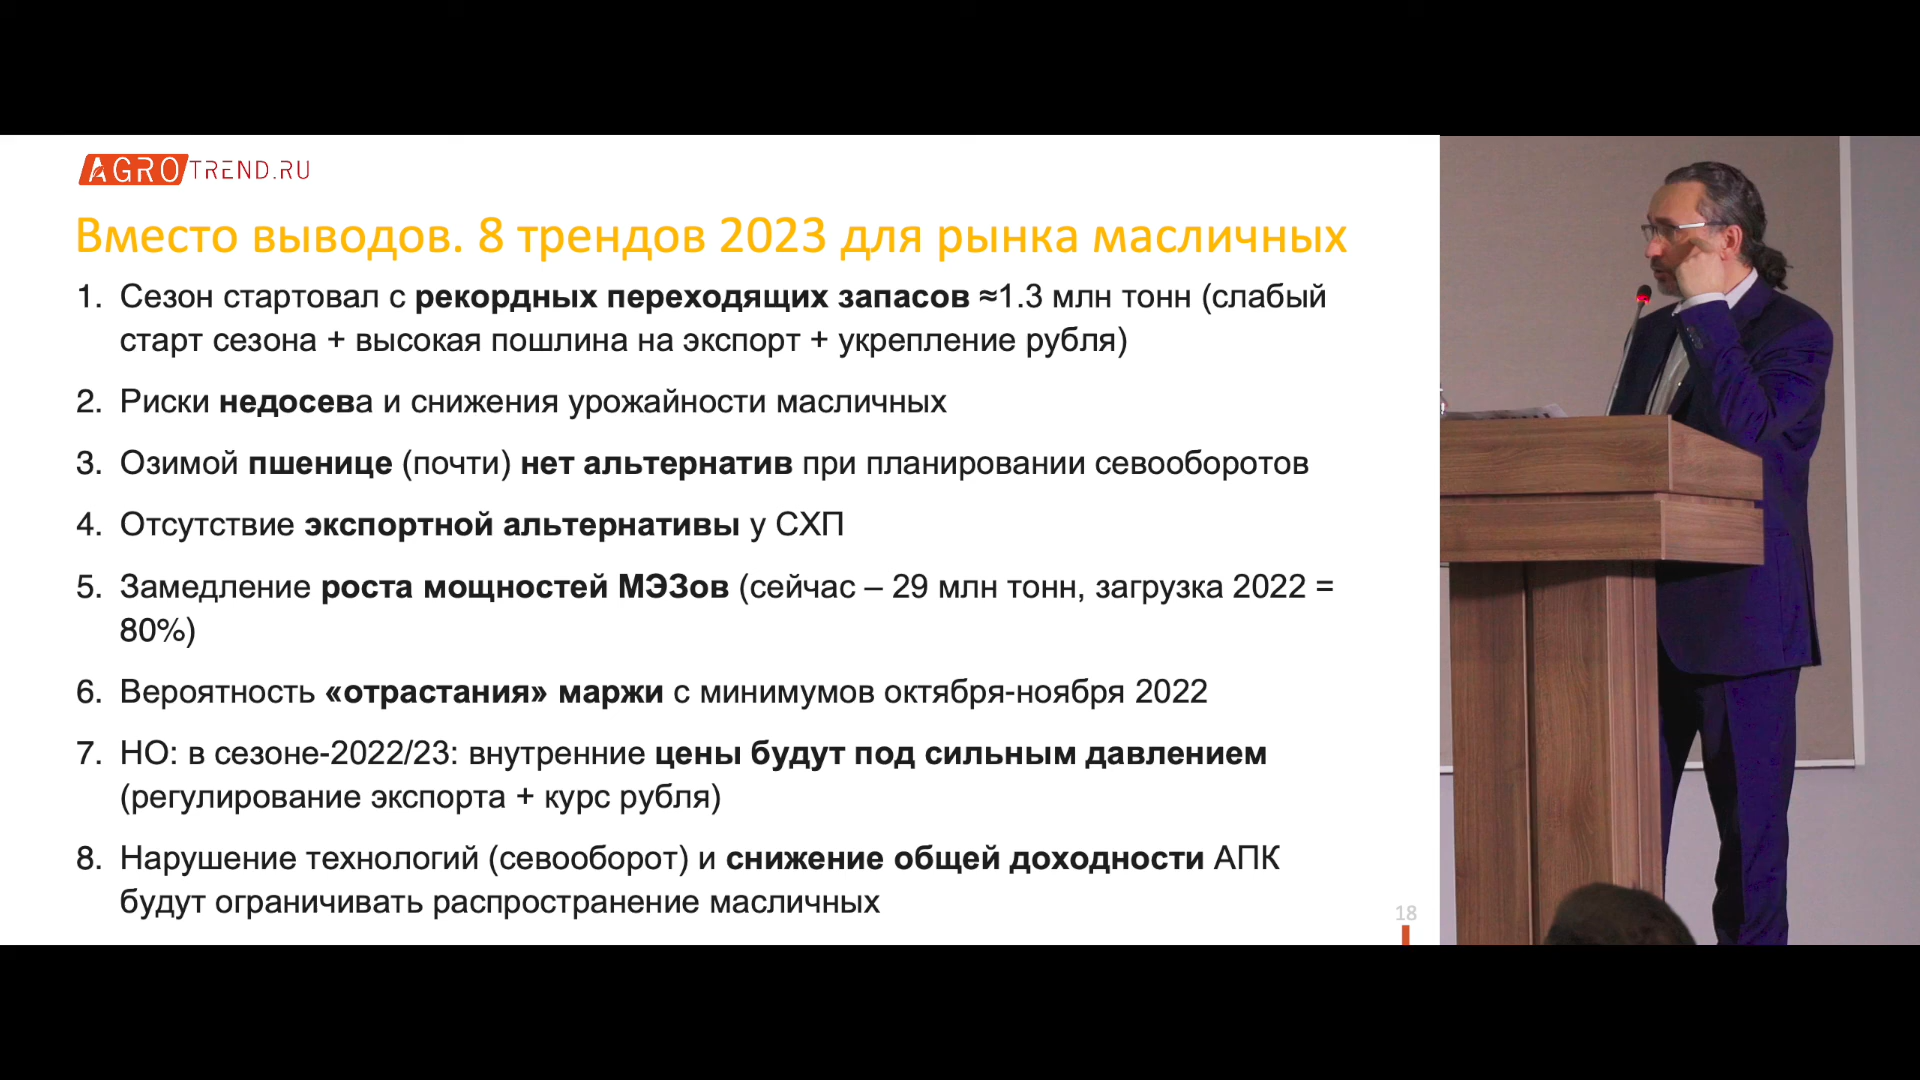 AGROTREND.RU
Вместо выводов. 8 трендов 2023 для рынка масличных
1. Сезон стартовал с рекордных переходящих запасов ≈1.3 млн тонн (слабый
старт сезона + высокая пошлина на экспорт + укрепление рубля)
2. Риски недосева и снижения урожайности масличных
3. Озимой пшенице (почти) нет альтернатив при планировании севооборотов
4. Отсутствие экспортной альтернативы у СХП
5. Замедление роста мощностей МЭЗов (сейчас – 29 млн тонн, загрузка 2022 =
80%)
6. Вероятность «отрастания» маржи с минимумов октября-ноября 2022
7. НО: в сезоне-2022/23: внутренние цены будут под сильным давлением
(регулирование экспорта + курс рубля)
8. Нарушение технологий (севооборот) и снижение общей доходности АПК
будут ограничивать распространение масличных
18